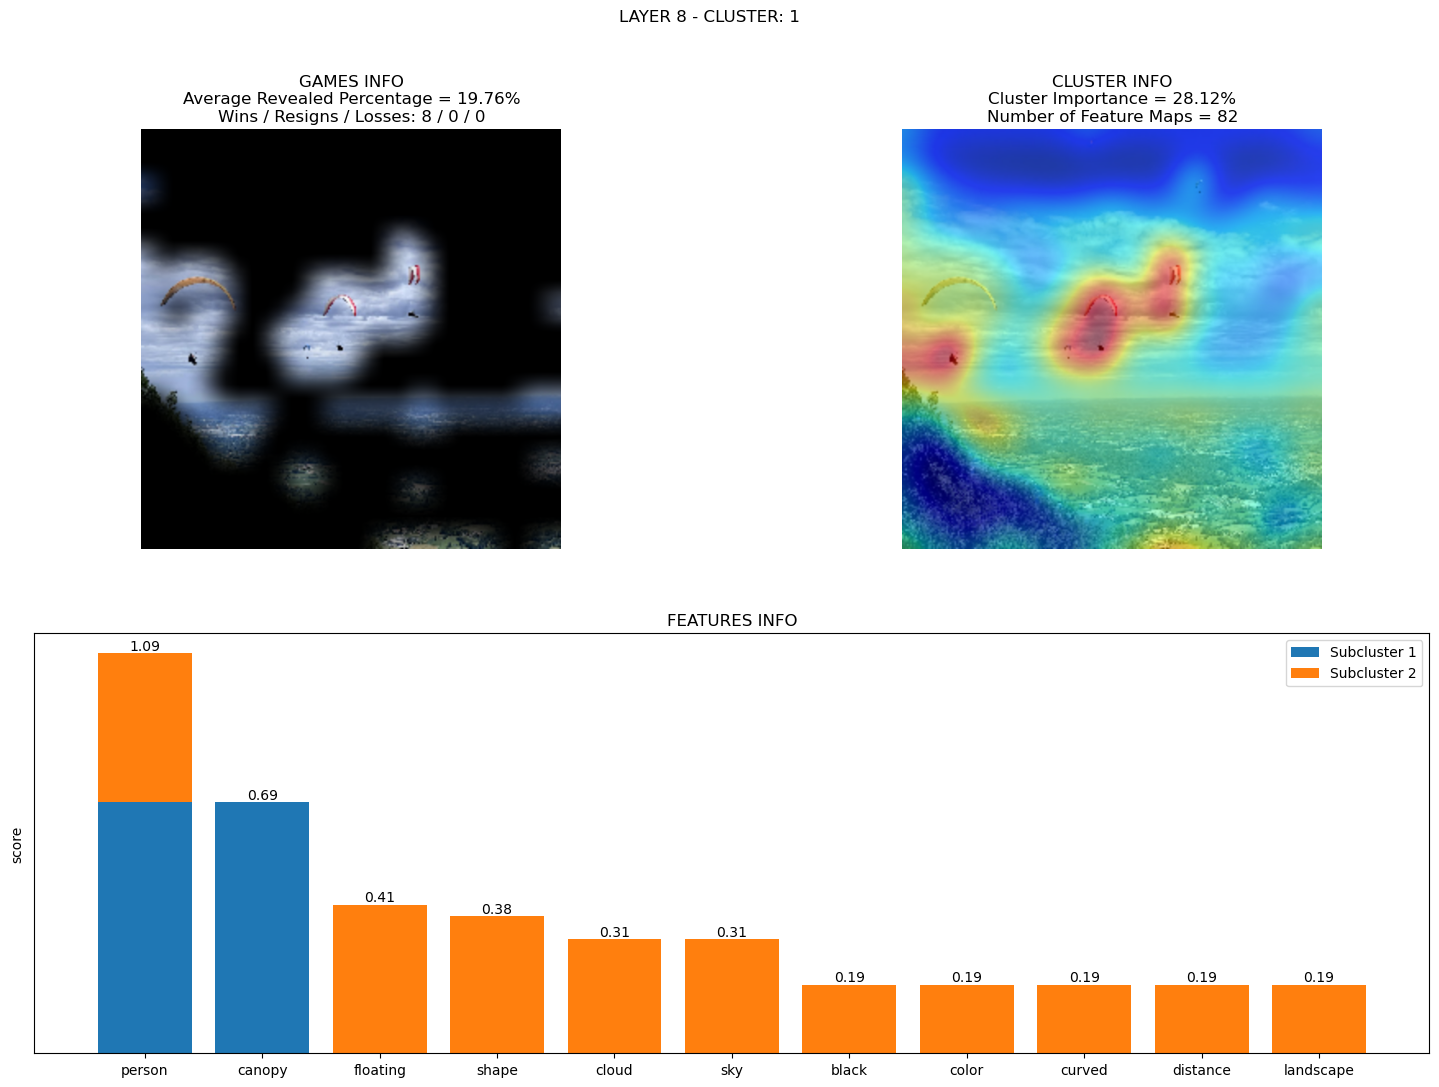 LAYER 8 - CLUSTER: 1
GAMES INFO
Average Revealed Percentage = 19.76%
Wins / Resigns / Losses: 8 / 0 / 0
CLUSTER INFO
Cluster Importance = 28.12%
Number of Feature Maps = 82
FEATURES INFO
score
1.09
0.69
0.41
0.38
0.31
0.31
0.19
0.19
0.19
0.19
0.19
Subcluster 1
Subcluster 2
person
canopy
floating
shape
cloud
sky
black
color
curved
distance
landscape